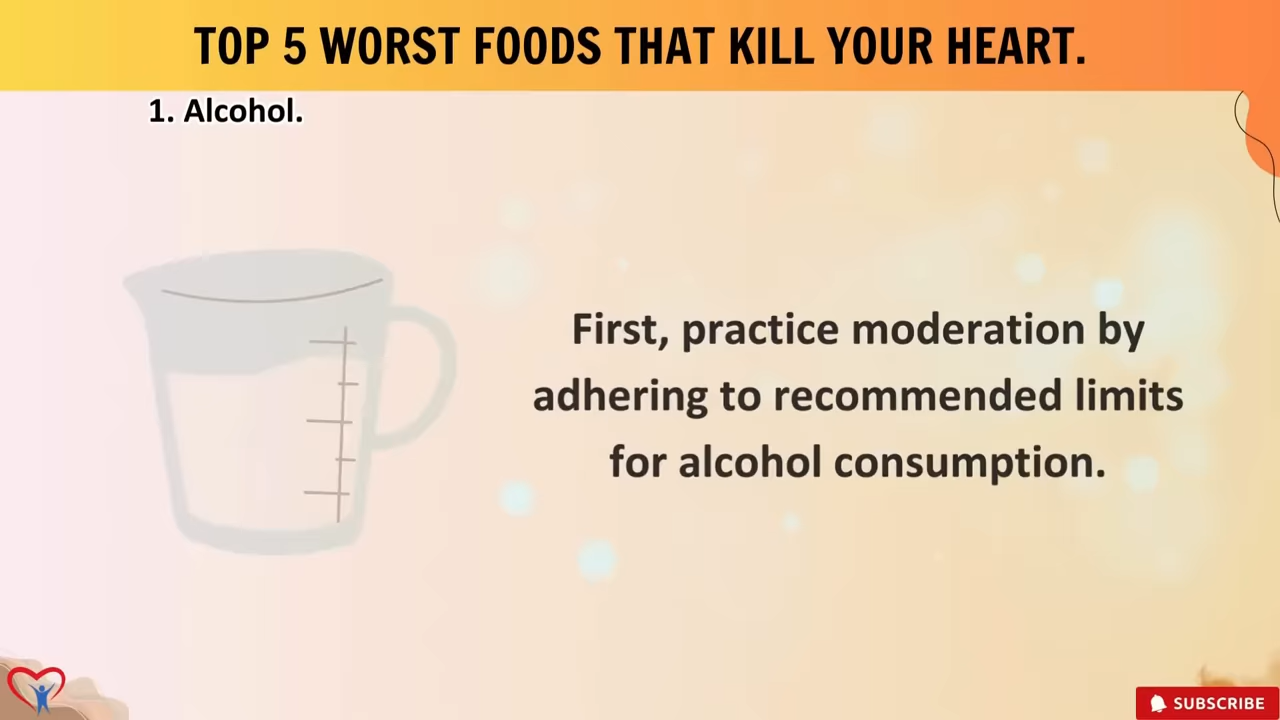 TOP 5 WORST FOODS THAT KILL YOUR HEART.
1. Alcohol.
First, practice moderation by
adhering to recommended limits
for alcohol consumption.
SUBSCRIBE